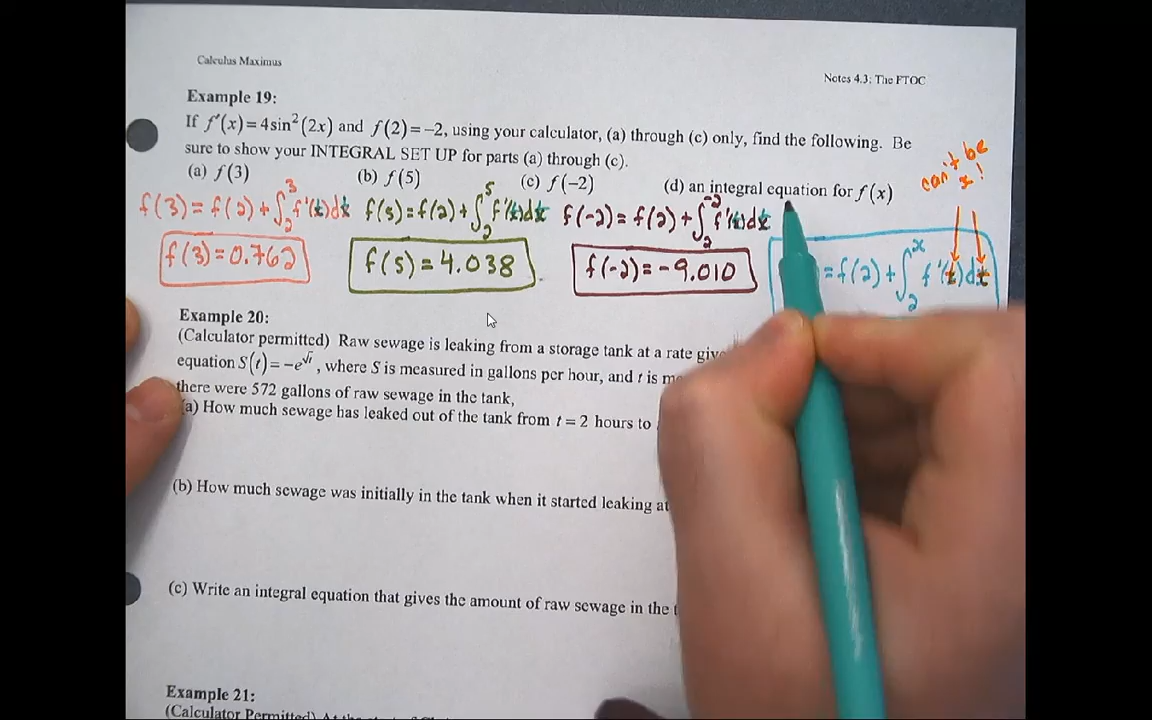 Calculus Maximus
Notes 4.3: The FTOC
Example 19:
If f′(x) = 4sin²(2x) and f(2) = −2, using your calculator, (a) through (c) only, find the following. Be
sure to show your INTEGRAL SET UP for parts (a) through (c).
(a) f(3) (b) f(5) (c) f(−2) (d) an integral equation for f(x)
can't be
x!
f(3) = f(2) + ∫₂³ f'(t)dt f(5) = f(2) + ∫₂⁵ f'(t)dt f(-2) = f(2) + ∫₂⁻² f'(t)dt
f(3) = 0.762 f(5) = 4.038 f(-2) = -9.010 = f(2) + ∫₂ˣ f'(t)dt
Example 20:
(Calculator permitted) Raw sewage is leaking from a storage tank at a rate
equation S(t) = −e^√t, where S is measured in gallons per hour, and t is
there were 572 gallons of raw sewage in the tank,
(a) How much sewage has leaked out of the tank from t = 2 hours to
(b) How much sewage was initially in the tank when it started leaking at
(c) Write an integral equation that gives the amount of raw sewage in the
Example 21:
(Calculator Permitted)